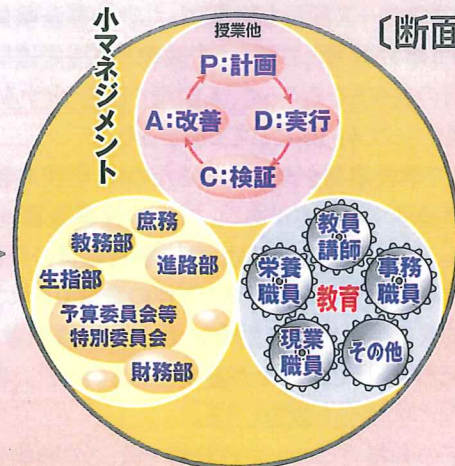 小マネジメント
〔断面
授業他
P:計画
A:改善
D:実行
C:検証
庶務
教務部
進路部
生指部
予算委員会等
特別委員会
財務部
教員
講師
栄養
職員
事務
職員
教育
現業
職員
その他